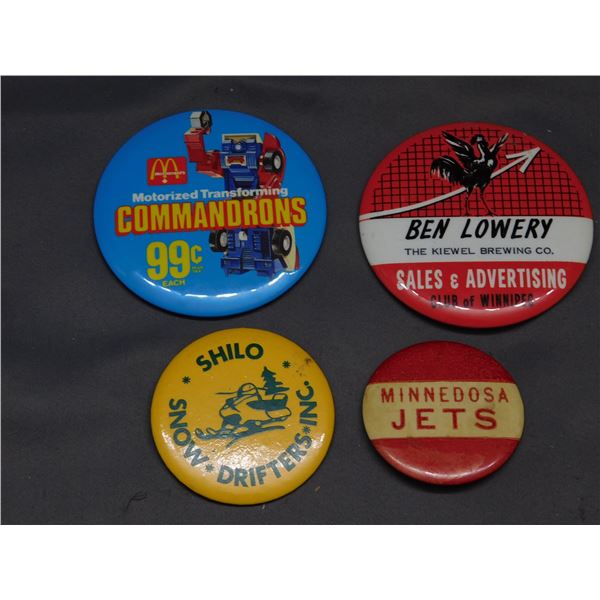 McDonald's
Motorized Transforming
COMMANDRONS
99¢
EACH
BEN LOWERY
THE KIEWEL BREWING CO.
SALES & ADVERTISING
CLUB OF WINNIPEG
SHILO
SNOW * DRIFTERS * INC. *
MINNEDOSA
JETS